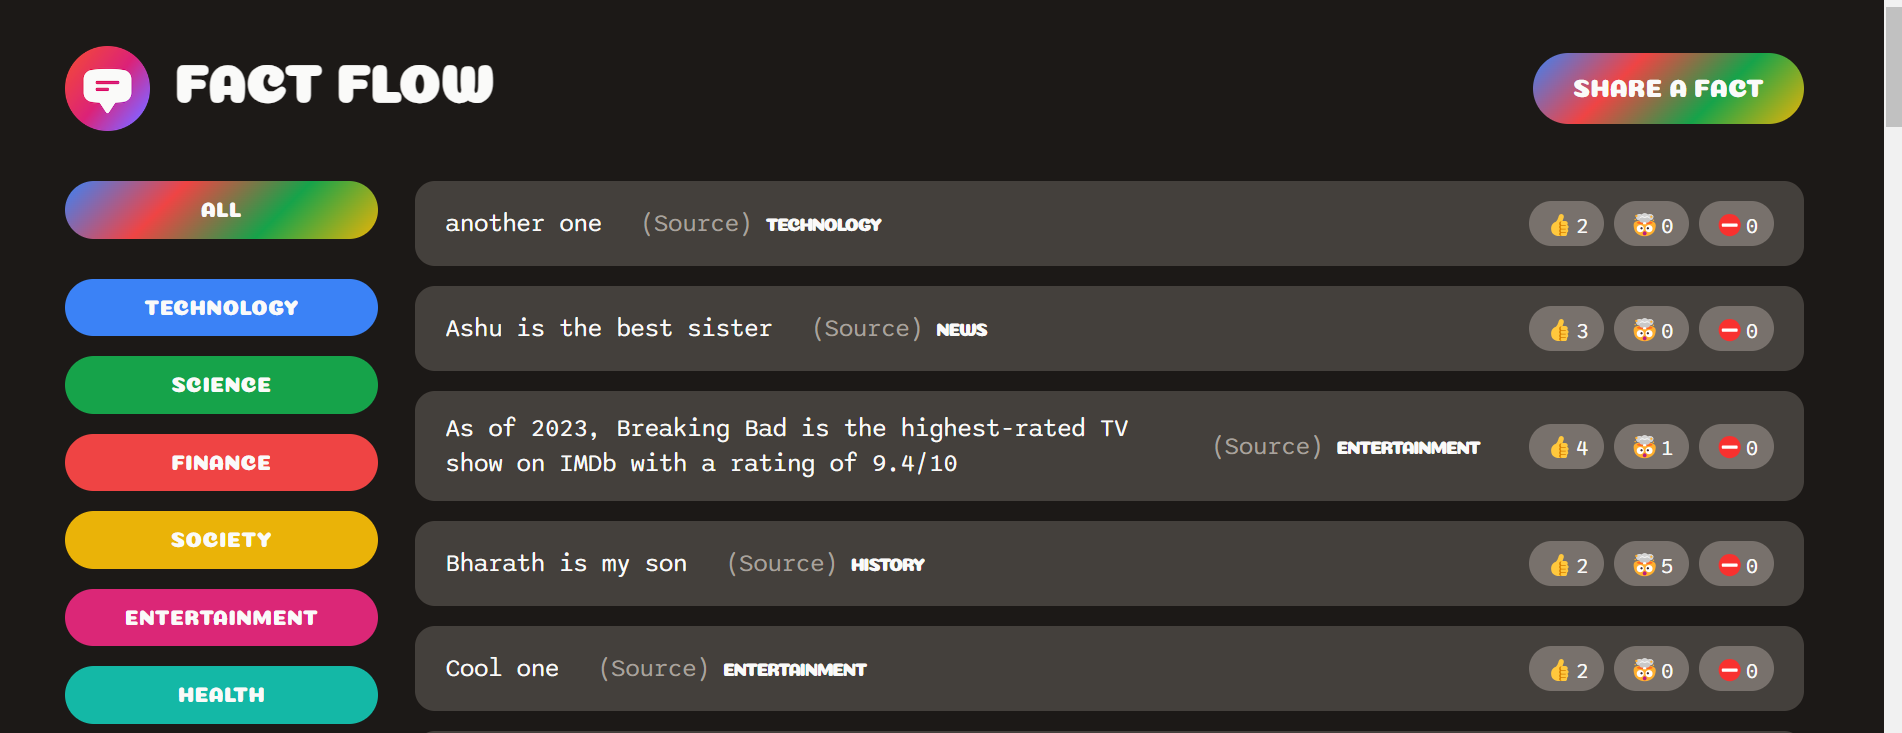 FACT FLOW
SHARE A FACT
ALL
TECHNOLOGY
SCIENCE
FINANCE
SOCIETY
ENTERTAINMENT
HEALTH
another one (Source) TECHNOLOGY 👍 2 🤯 0 ⛔ 0
Ashu is the best sister (Source) NEWS 👍 3 🤯 0 ⛔ 0
As of 2023, Breaking Bad is the highest-rated TV
show on IMDb with a rating of 9.4/10 (Source) ENTERTAINMENT 👍 4 🤯 1 ⛔ 0
Bharath is my son (Source) HISTORY 👍 2 🤯 5 ⛔ 0
Cool one (Source) ENTERTAINMENT 👍 2 🤯 0 ⛔ 0